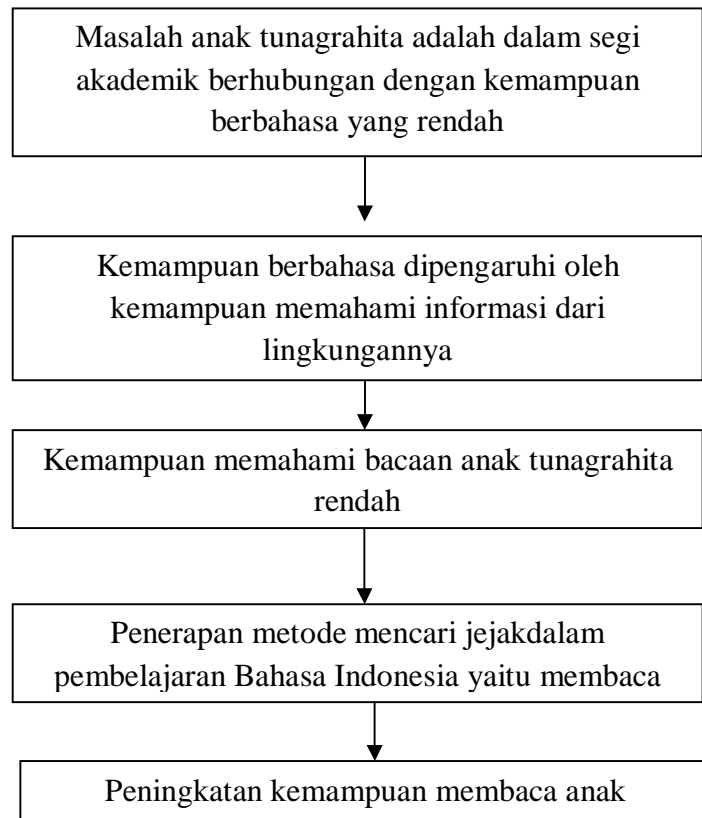 Masalah anak tunagrahita adalah dalam segi
akademik berhubungan dengan kemampuan
berbahasa yang rendah
Kemampuan berbahasa dipengaruhi oleh
kemampuan memahami informasi dari
lingkungannya
Kemampuan memahami bacaan anak tunagrahita
rendah
Penerapan metode mencari jejakdalam
pembelajaran Bahasa Indonesia yaitu membaca
Peningkatan kemampuan membaca anak